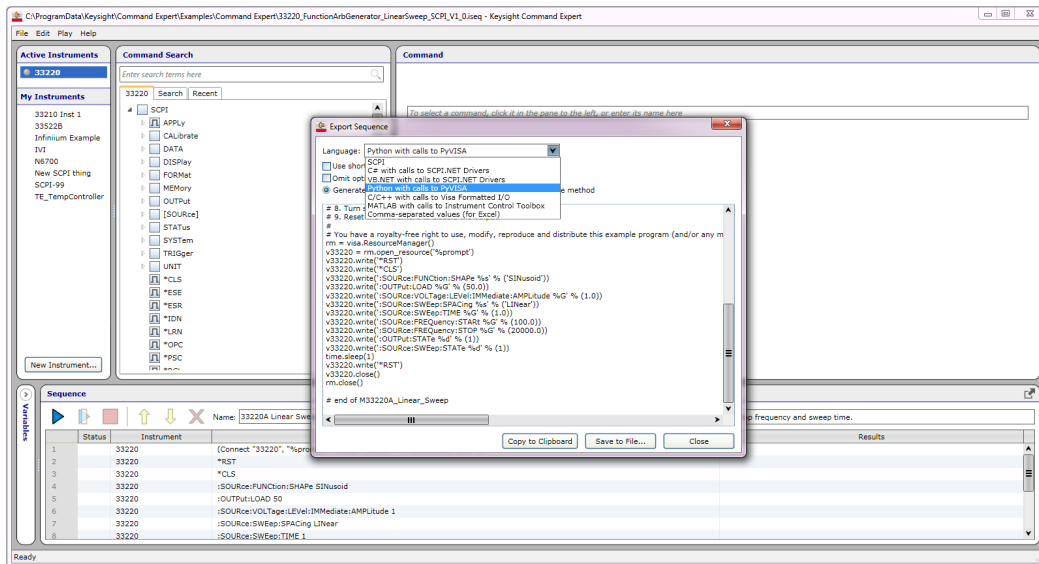 C:\ProgramData\Keysight\Command Expert\Examples\Command Expert\33220_FunctionArbGenerator_LinearSweep_SCPI_V1_0.iseq - Keysight Command Expert
File Edit Play Help
Active Instruments
33220
My Instruments
33210 Inst 1
33522B
Infiniium Example
IVI
N6700
New SCPI thing
SCPI-99
TE_TempController
New Instrument...
Command Search
Enter search terms here
33220 Search Recent
SCPI
APPLy
CALibrate
DATA
DISPlay
FORMat
MEMory
OUTPut
[SOURce]
STATus
SYSTem
TRIGger
UNIT
*CLS
*ESE
*ESR
*IDN
*LRN
*OPC
*PSC
Command
To select a command, click it in the pane to the left, or enter its name here
Export Sequence
Language: Python with calls to PyVISA
SCPI
C# with calls to SCPI.NET Drivers
VB.NET with calls to SCPI.NET Drivers
Python with calls to PyVISA
C/C++ with calls to Visa Formatted I/O
MATLAB with calls to Instrument Control Toolbox
Comma-separated values (for Excel)
Use shor
Omit opti
Generate e method
# 8. Turn s
# 9. Reset
#
# You have a royalty-free right to use, modify, reproduce and distribute this example program (and/or any m
rm = visa.ResourceManager()
v33220 = rm.open_resource('%prompt')
v33220.write('*RST')
v33220.write('*CLS')
v33220.write(':SOURce:FUNCtion:SHAPe %s' % ('SINusoid'))
v33220.write(':OUTPut:LOAD %G' % (50.0))
v33220.write(':SOURce:VOLTage:LEVel:IMMediate:AMPLitude %G' % (1.0))
v33220.write(':SOURce:SWEep:SPACing %s' % ('LINear'))
v33220.write(':SOURce:SWEep:TIME %G' % (1.0))
v33220.write(':SOURce:FREQuency:STARt %G' % (100.0))
v33220.write(':SOURce:FREQuency:STOP %G' % (20000.0))
v33220.write(':OUTPut:STATe %d' % (1))
v33220.write(':SOURce:SWEep:STATe %d' % (1))
time.sleep(1)
v33220.write('*RST')
v33220.close()
rm.close()
# end of M33220A_Linear_Sweep
Copy to Clipboard Save to File... Close
Variables
Sequence
Name: 33220A Linear Swe p frequency and sweep time.
Status Instrument Results
1 33220 (Connect "33220", "%pron
2 33220 *RST
3 33220 *CLS
4 33220 :SOURce:FUNCtion:SHAPe SINusoid
5 33220 :OUTPut:LOAD 50
6 33220 :SOURce:VOLTage:LEVel:IMMediate:AMPLitude 1
7 33220 :SOURce:SWEep:SPACing LINear
8 33220 :SOURce:SWEep:TIME 1
Ready